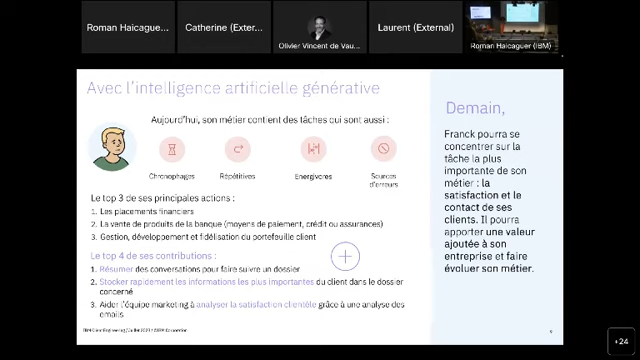 Roman Haicague...
Catherine (Exter...
Laurent (External)
Olivier Vincent de Vau...
Roman Haicaguer (IBM)
Avec l'intelligence artificielle générative
Aujourd'hui, son métier contient des tâches qui sont aussi :
Chronophages
Répétitives
Energivores
Sources
d'erreurs
Le top 3 de ses principales actions :
1. Les placements financiers
2. La vente de produits de la banque (moyens de paiement, crédit ou assurances)
3. Gestion, développement et fidélisation du portefeuille client
Le top 4 de ses contributions :
1. Résumer des conversations pour faire suivre un dossier
2. Stocker rapidement les informations les plus importantes du client dans le dossier
concerné
3. Aider l'équipe marketing à analyser la satisfaction clientèle grâce à une analyse des
emails
Demain,
Franck pourra se
concentrer sur la
tâche la plus
importante de son
métier : la
satisfaction et le
contact de ses
clients. Il pourra
apporter une valeur
ajoutée à son
entreprise et faire
évoluer son métier.
+24